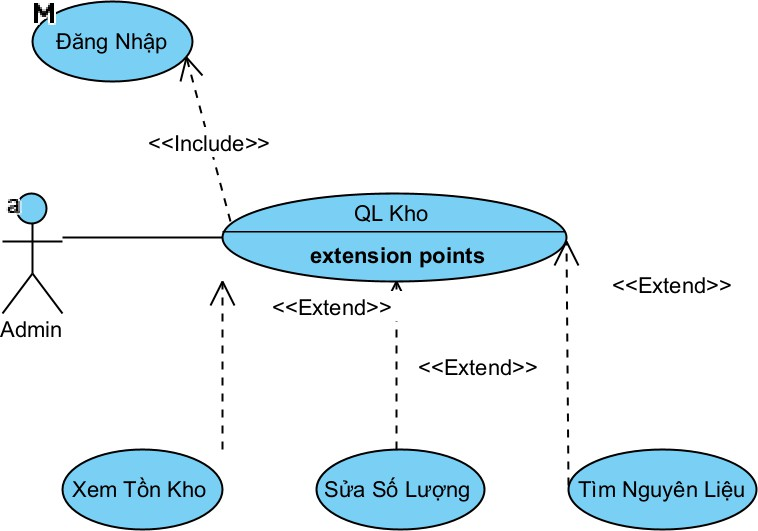 M
Đăng Nhập
<<Include>>
a
QL Kho
extension points
Admin
<<Extend>>
<<Extend>>
<<Extend>>
Xem Tồn Kho
Sửa Số Lượng
Tìm Nguyên Liệu